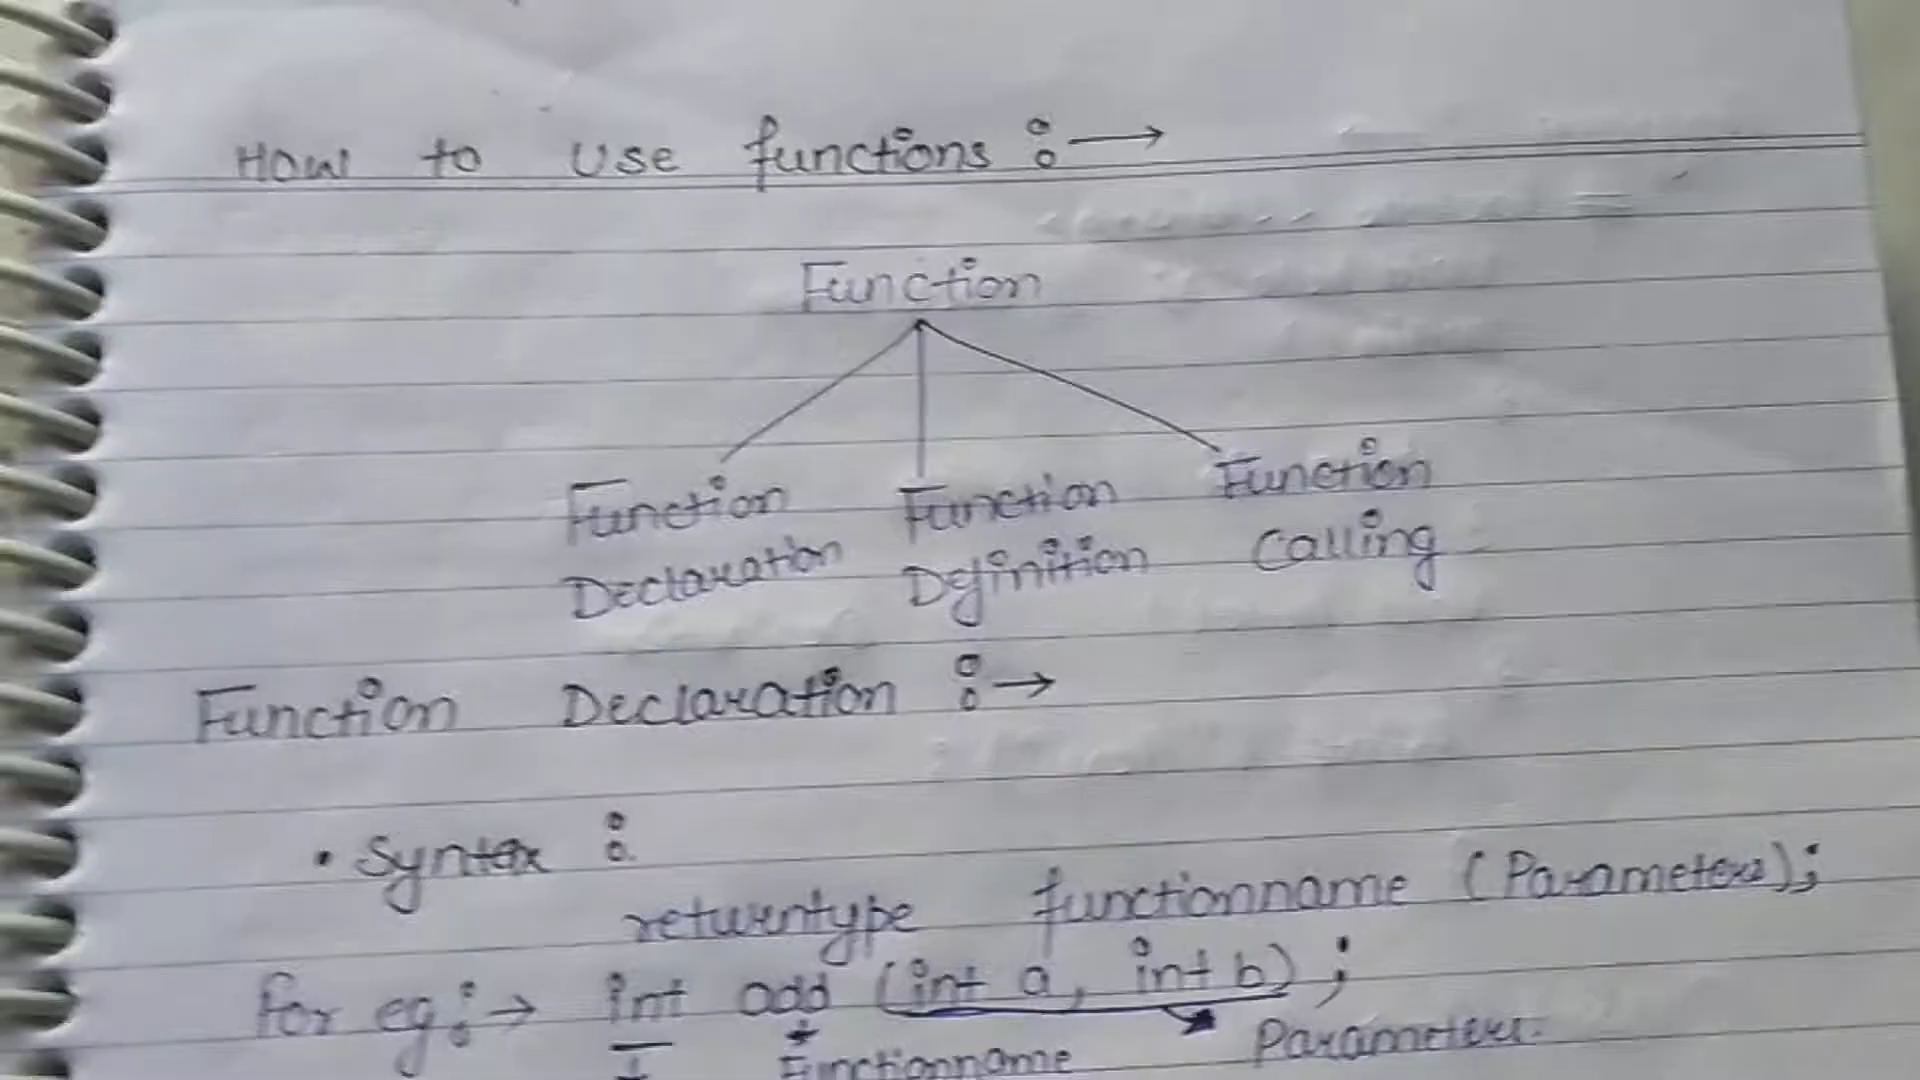 How to Use functions :→
Function
Function Function Function
Declaration Definition Calling
Function Declaration :→
• Syntax :
returntype functionname (Parameters);
for eg :→ int add (int a, int b) ;
Functionname Parameters.